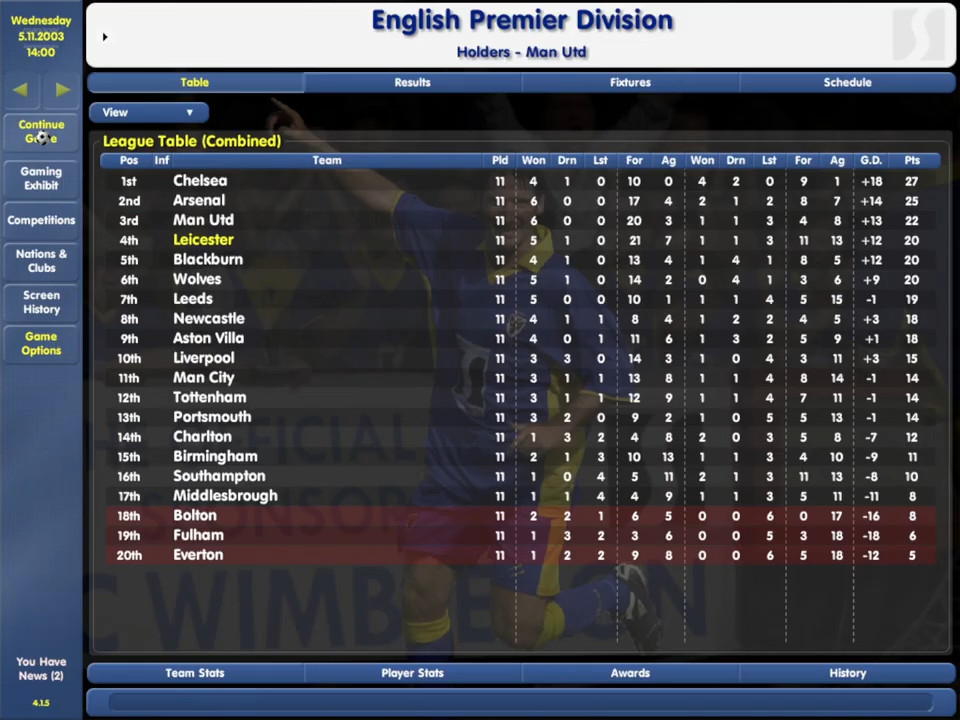 Wednesday
5.11.2003
14:00
English Premier Division
Holders - Man Utd
Table Results Fixtures Schedule
View
Continue
Gaming
Exhibit
Competitions
Nations &
Clubs
Screen
History
Game
Options
You Have
News (2)
4.1.5
League Table (Combined)
Pos Inf Team Pld Won Drn Lst For Ag Won Drn Lst For Ag G.D. Pts
1st Chelsea 11 4 1 0 10 0 4 2 0 9 1 +18 27
2nd Arsenal 11 6 0 0 17 4 2 1 2 8 7 +14 25
3rd Man Utd 11 6 0 0 20 3 1 1 3 4 8 +13 22
4th Leicester 11 5 1 0 21 7 1 1 3 11 13 +12 20
5th Blackburn 11 4 1 0 13 4 1 4 1 8 5 +12 20
6th Wolves 11 5 1 0 14 2 0 4 1 3 6 +9 20
7th Leeds 11 5 0 0 10 1 1 1 4 5 15 -1 19
8th Newcastle 11 4 1 1 8 4 1 2 2 4 5 +3 18
9th Aston Villa 11 4 0 1 11 6 1 3 2 5 9 +1 18
10th Liverpool 11 3 3 0 14 3 1 0 4 3 11 +3 15
11th Man City 11 3 1 1 13 8 1 1 4 8 14 -1 14
12th Tottenham 11 3 1 1 12 9 1 1 4 7 11 -1 14
13th Portsmouth 11 3 2 0 9 2 1 0 5 5 13 -1 14
14th Charlton 11 1 3 2 4 8 2 0 3 5 8 -7 12
15th Birmingham 11 2 1 3 10 13 1 1 3 4 10 -9 11
16th Southampton 11 1 0 4 5 11 2 1 3 11 13 -8 10
17th Middlesbrough 11 1 1 4 4 9 1 1 3 5 11 -11 8
18th Bolton 11 2 2 1 6 5 0 0 6 0 17 -16 8
19th Fulham 11 1 3 2 3 6 0 0 5 3 18 -18 6
20th Everton 11 1 2 2 9 8 0 0 6 5 18 -12 5
OFFICIAL
SPONSOR
C WIMBLEDON
Team Stats Player Stats Awards History